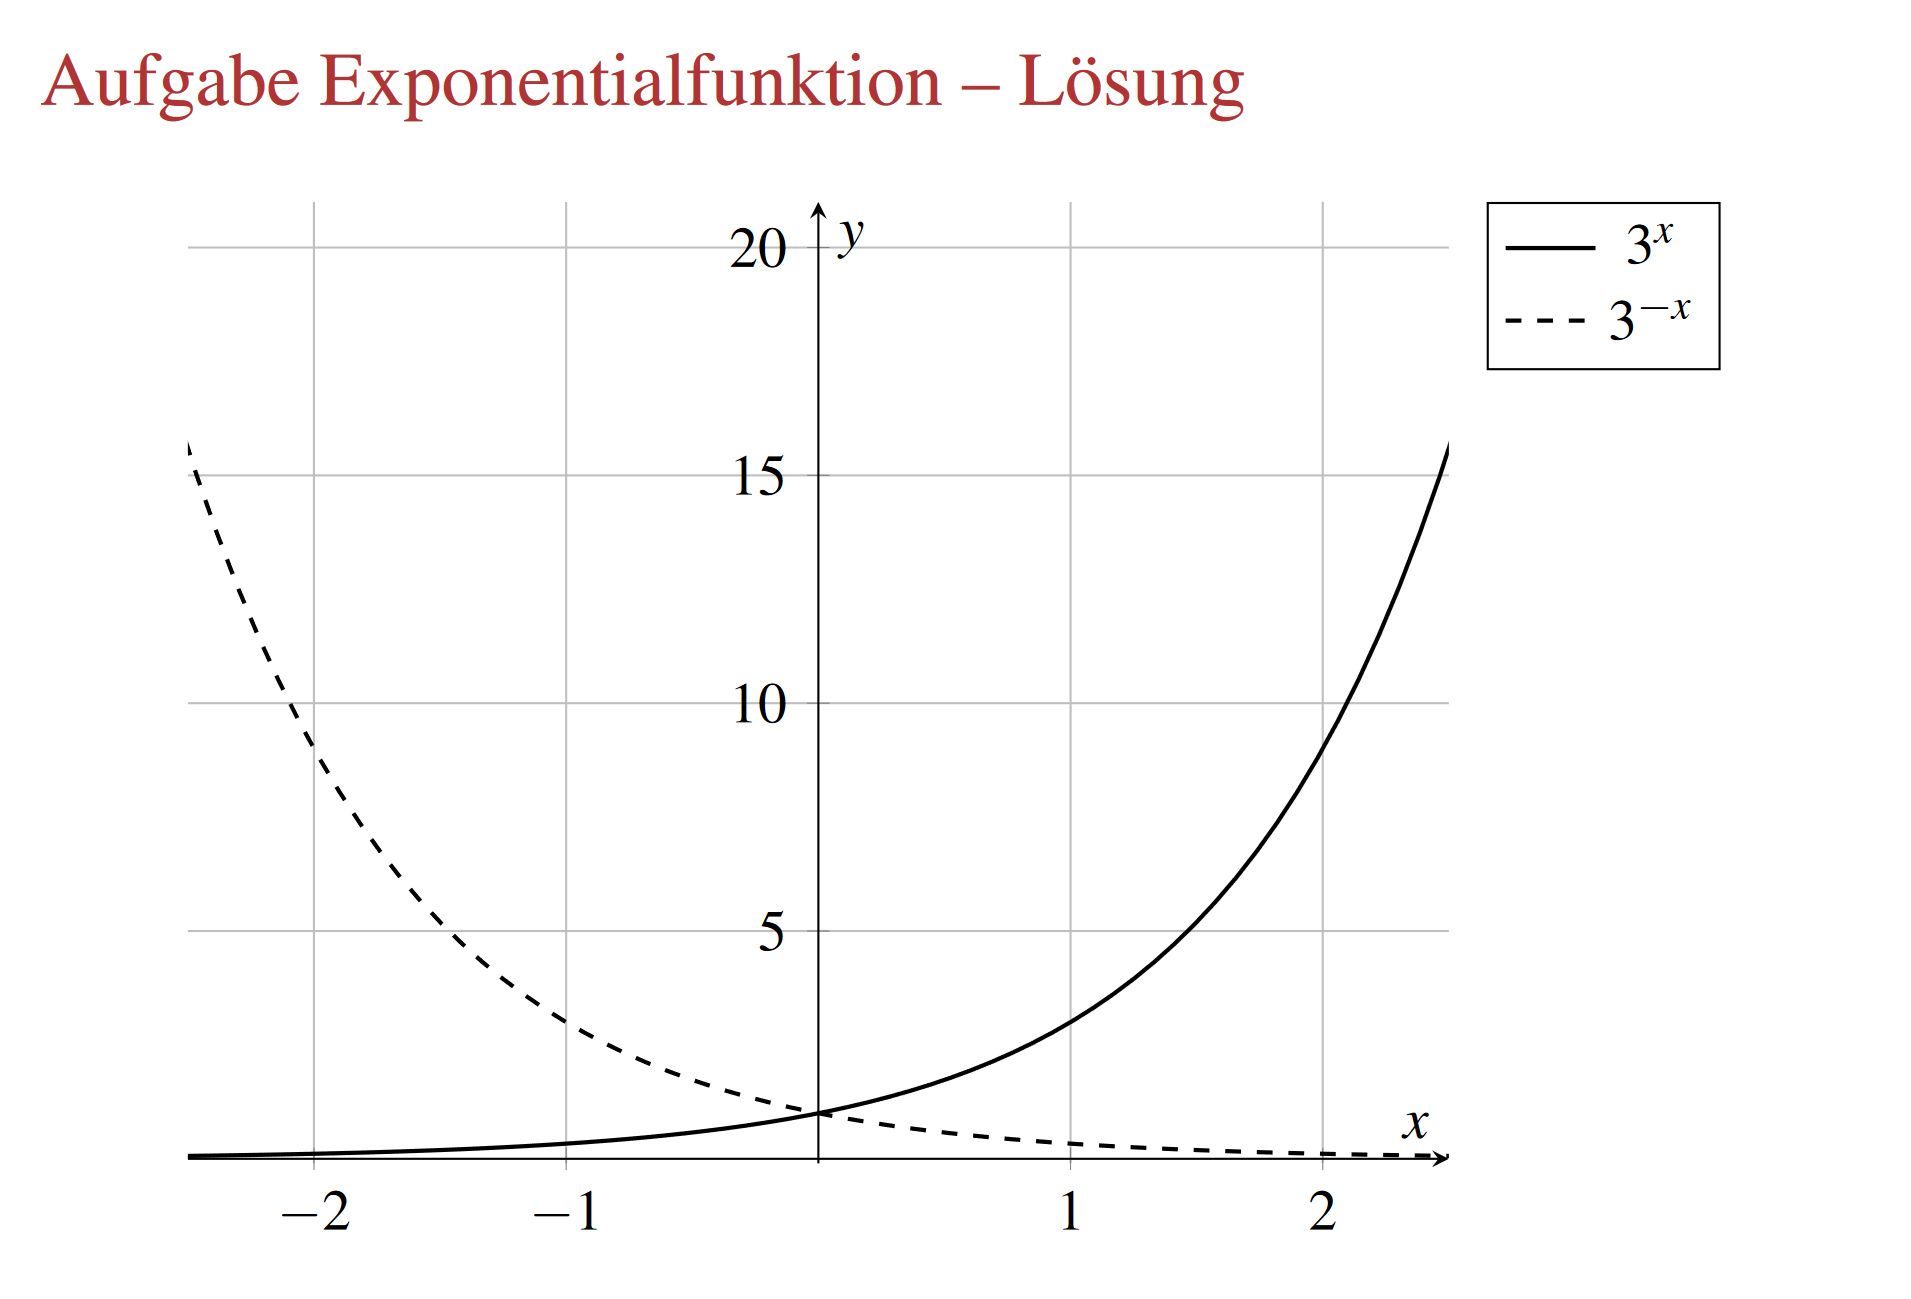 Aufgabe Exponentialfunktion – Lösung
y
20
15
10
5
x
−2 −1 1 2
3^x
3^{−x}